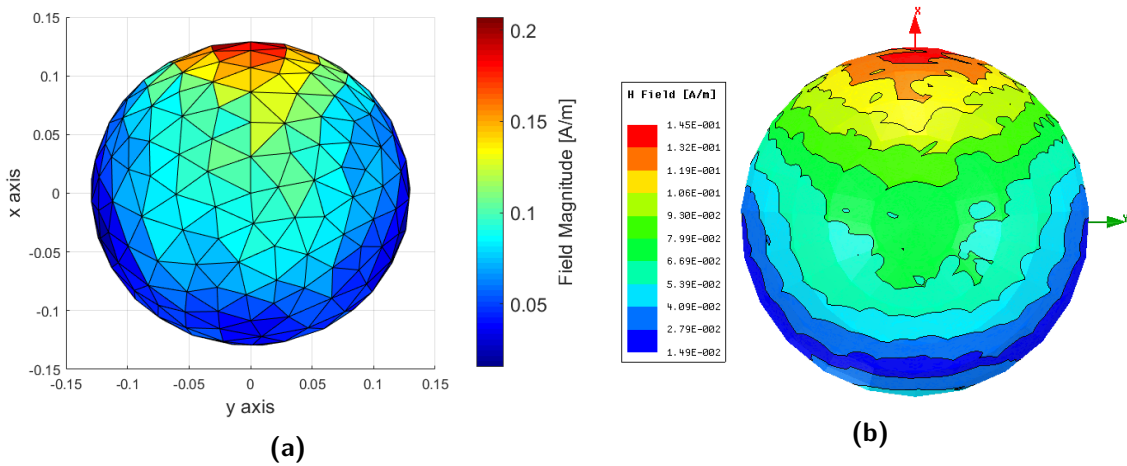 0.15
0.1
0.05
0
-0.05
-0.1
-0.15
-0.15 -0.1 -0.05 0 0.05 0.1 0.15
x axis
y axis
0.2
0.15
0.1
0.05
Field Magnitude [A/m]
(a)
H Field [A/m]
1.45E-001
1.32E-001
1.19E-001
1.06E-001
9.30E-002
7.99E-002
6.69E-002
5.39E-002
4.09E-002
2.79E-002
1.49E-002
X
Y
(b)